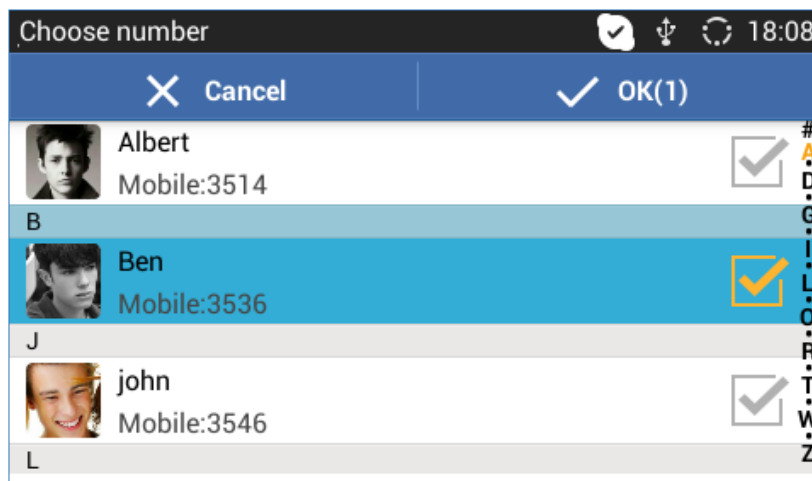 Choose number 18:08
Cancel OK(1)
Albert
Mobile:3514
B
Ben
Mobile:3536
J
john
Mobile:3546
L
#
A
D
G
I
L
O
R
T
W
Z